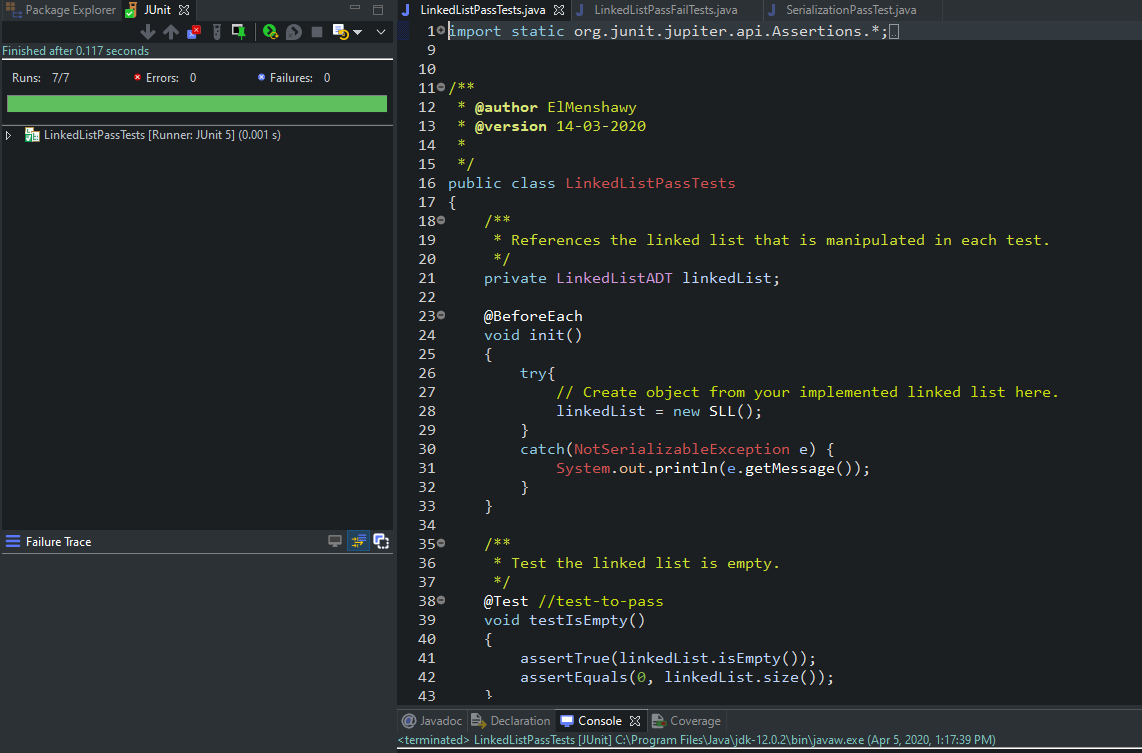 Package Explorer JUnit
Finished after 0.117 seconds
Runs: 7/7 Errors: 0 Failures: 0
LinkedListPassTests [Runner: JUnit 5] (0.001 s)
Failure Trace
LinkedListPassTests.java LinkedListPassFailTests.java SerializationPassTest.java
1 import static org.junit.jupiter.api.Assertions.*;
9
10
11 /**
12  * @author ElMenshawy
13  * @version 14-03-2020
14  *
15  */
16 public class LinkedListPassTests
17 {
18     /**
19      * References the linked list that is manipulated in each test.
20      */
21     private LinkedListADT linkedList;
22
23     @BeforeEach
24     void init()
25     {
26         try{
27             // Create object from your implemented linked list here.
28             linkedList = new SLL();
29         }
30         catch(NotSerializableException e) {
31             System.out.println(e.getMessage());
32         }
33     }
34
35     /**
36      * Test the linked list is empty.
37      */
38     @Test //test-to-pass
39     void testIsEmpty()
40     {
41         assertTrue(linkedList.isEmpty());
42         assertEquals(0, linkedList.size());
43     }
@ Javadoc Declaration Console Coverage
<terminated> LinkedListPassTests [JUnit] C:\Program Files\Java\jdk-12.0.2\bin\javaw.exe (Apr 5, 2020, 1:17:39 PM)